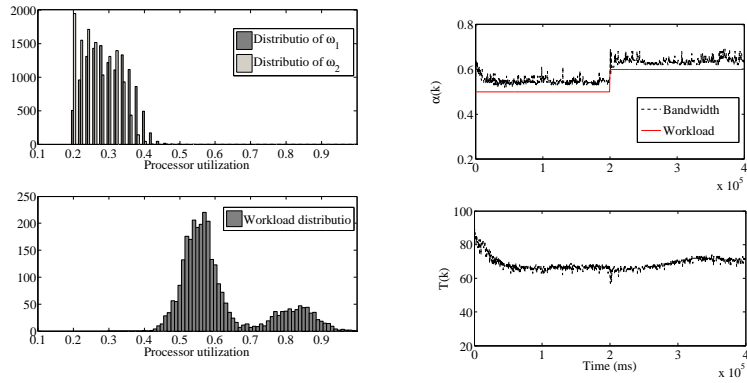 2000
1500
1000
500
0
0.1 0.2 0.3 0.4 0.5 0.6 0.7 0.8 0.9
Processor utilization
Distributio of ω1
Distributio of ω2
250
200
150
100
50
0
0.1 0.2 0.3 0.4 0.5 0.6 0.7 0.8 0.9
Processor utilization
Workload distributio
0.8
0.6
0.4
0.2
α(k)
0 1 2 3 4
x 10^5
Bandwidth
Workload
100
80
60
40
20
T(k)
0 1 2 3 4
Time (ms)
x 10^5